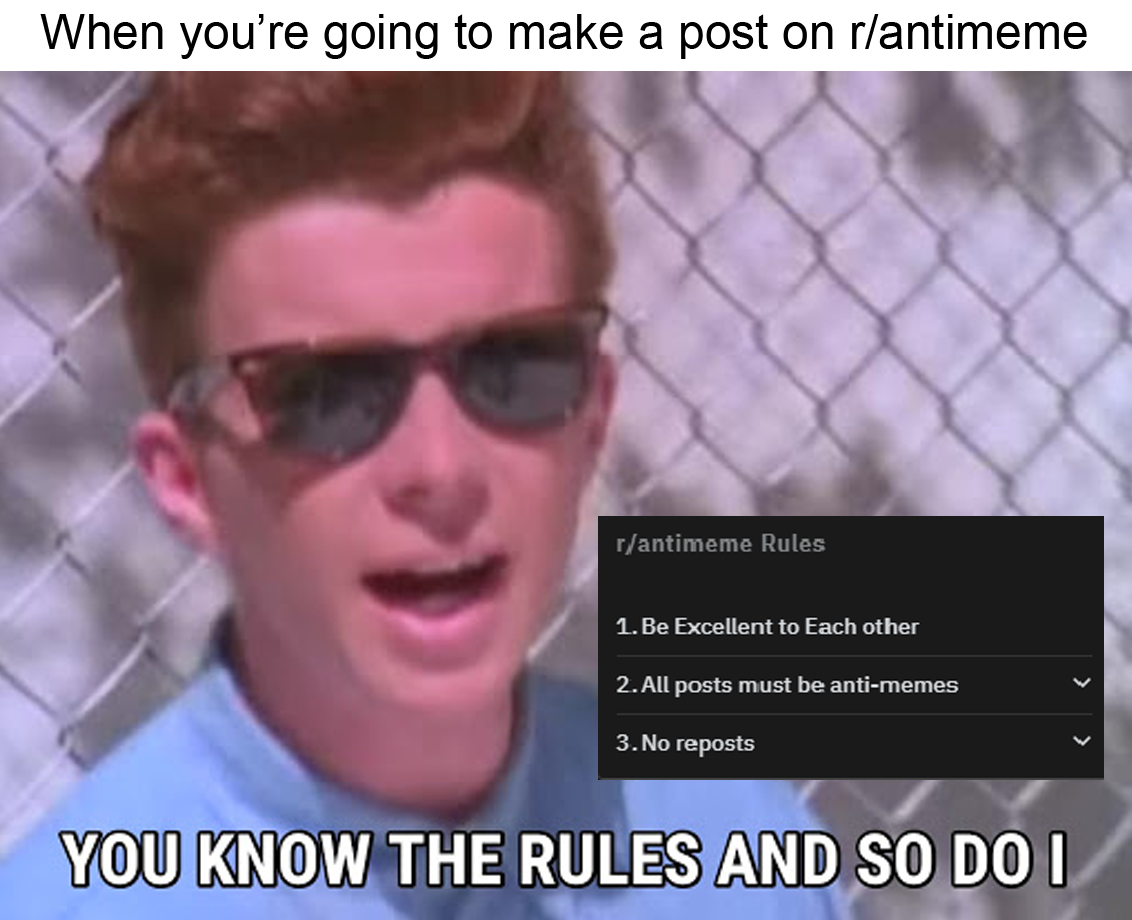 When you’re going to make a post on r/antimeme
r/antimeme Rules
1. Be Excellent to Each other
2. All posts must be anti-memes
3. No reposts
YOU KNOW THE RULES AND SO DO I